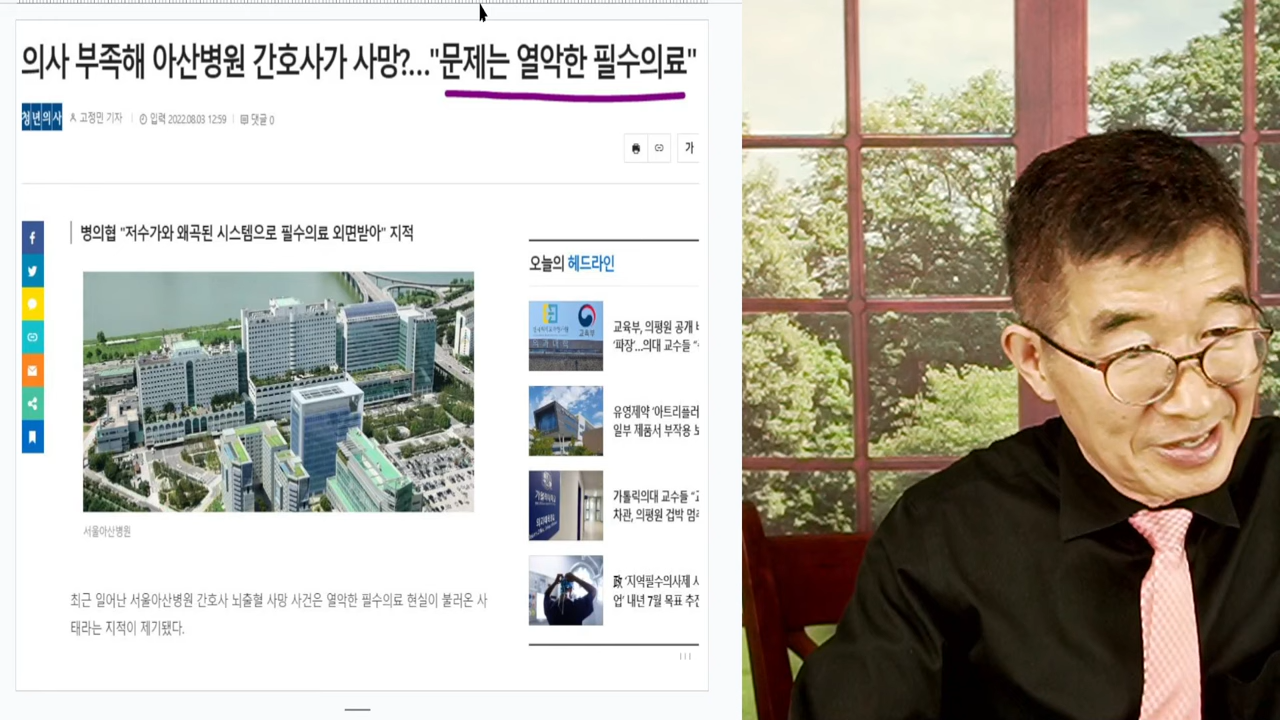 의사 부족해 아산병원 간호사가 사망?..."문제는 열악한 필수의료"
청년의사 고정민 기자 입력 2022.08.03 12:59 댓글 0
가
병의협 "저수가와 왜곡된 시스템으로 필수의료 외면받아" 지적
서울아산병원
최근 일어난 서울아산병원 간호사 뇌출혈 사망 사건은 열악한 필수의료 현실이 불러온 사
태라는 지적이 제기됐다.
오늘의 헤드라인
교육부
교육부, 의평원 공개
'파장'...의대 교수들
유영제약 '아트리플러
일부 제품서 부작용
가톨릭의대 교수들
차관, 의평원 겁박 멈
政 '지역필수의사제
업' 내년 7월 목표 추진